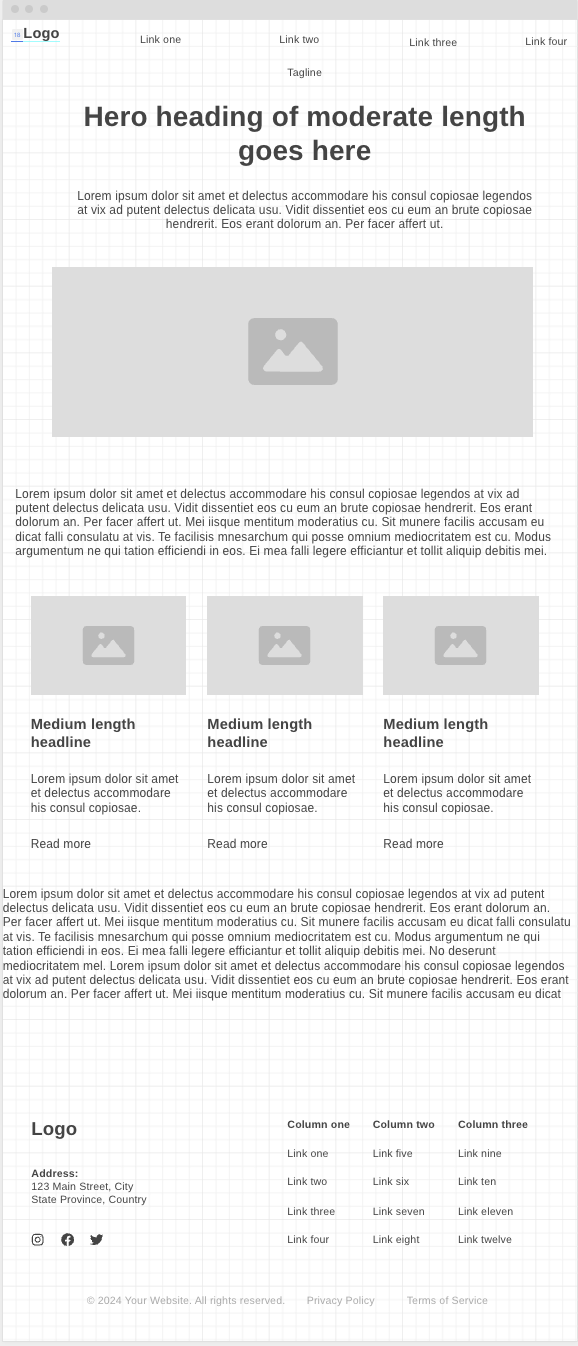 Logo
Link one
Link two
Link three
Link four
Tagline
Hero heading of moderate length
goes here
Lorem ipsum dolor sit amet et delectus accommodare his consul copiosae legendos
at vix ad putent delectus delicata usu. Vidit dissentiet eos cu eum an brute copiosae
hendrerit. Eos erant dolorum an. Per facer affert ut.
Lorem ipsum dolor sit amet et delectus accommodare his consul copiosae legendos at vix ad
putent delectus delicata usu. Vidit dissentiet eos cu eum an brute copiosae hendrerit. Eos erant
dolorum an. Per facer affert ut. Mei iisque mentitum moderatius cu. Sit munere facilis accusam eu
dicat falli consulatu at vis. Te facilisis mnesarchum qui posse omnium mediocritatem est cu. Modus
argumentum ne qui tation efficiendi in eos. Ei mea falli legere efficiantur et tollit aliquip debitis mei.
Medium length
headline
Lorem ipsum dolor sit amet
et delectus accommodare
his consul copiosae.
Read more
Medium length
headline
Lorem ipsum dolor sit amet
et delectus accommodare
his consul copiosae.
Read more
Medium length
headline
Lorem ipsum dolor sit amet
et delectus accommodare
his consul copiosae.
Read more
Lorem ipsum dolor sit amet et delectus accommodare his consul copiosae legendos at vix ad putent
delectus delicata usu. Vidit dissentiet eos cu eum an brute copiosae hendrerit. Eos erant dolorum an.
Per facer affert ut. Mei iisque mentitum moderatius cu. Sit munere facilis accusam eu dicat falli consulatu
at vis. Te facilisis mnesarchum qui posse omnium mediocritatem est cu. Modus argumentum ne qui
tation efficiendi in eos. Ei mea falli legere efficiantur et tollit aliquip debitis mei. No deserunt
mediocritatem mel. Lorem ipsum dolor sit amet et delectus accommodare his consul copiosae legendos
at vix ad putent delectus delicata usu. Vidit dissentiet eos cu eum an brute copiosae hendrerit. Eos erant
dolorum an. Per facer affert ut. Mei iisque mentitum moderatius cu. Sit munere facilis accusam eu dicat
Logo
Address:
123 Main Street, City
State Province, Country
Column one
Link one
Link two
Link three
Link four
Column two
Link five
Link six
Link seven
Link eight
Column three
Link nine
Link ten
Link eleven
Link twelve
© 2024 Your Website. All rights reserved.
Privacy Policy
Terms of Service